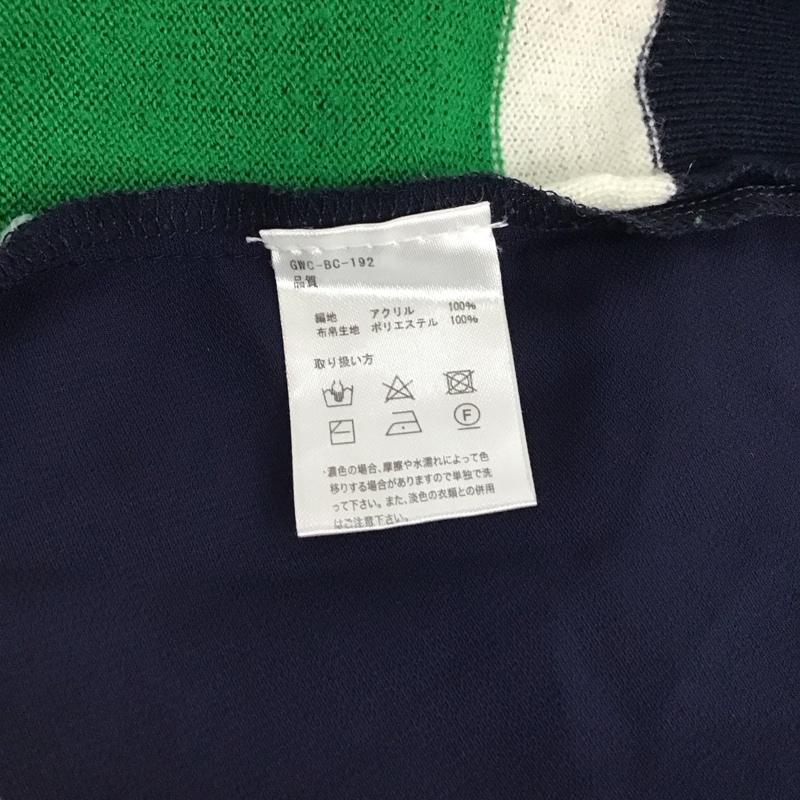 GWC-BC-192
品質
編地 アクリル 100%
布帛生地 ポリエステル 100%
取り扱い方
F
・濃色の場合、摩擦や水濡れによって色
移りする場合がありますので単独で洗
って下さい。また、淡色の衣類との併用
はご注意下さい。